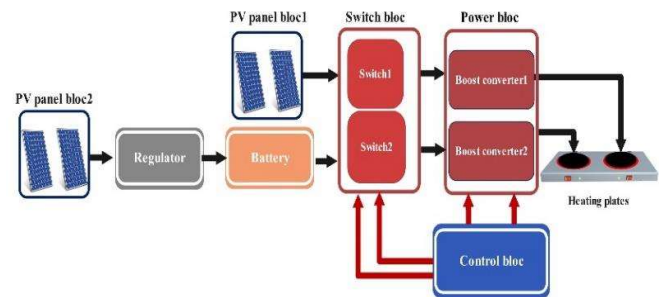 PV panel bloc1
Switch bloc
Power bloc
PV panel bloc2
Switch1
Boost converter1
Regulator
Battery
Switch2
Boost converter2
Heating plates
Control bloc